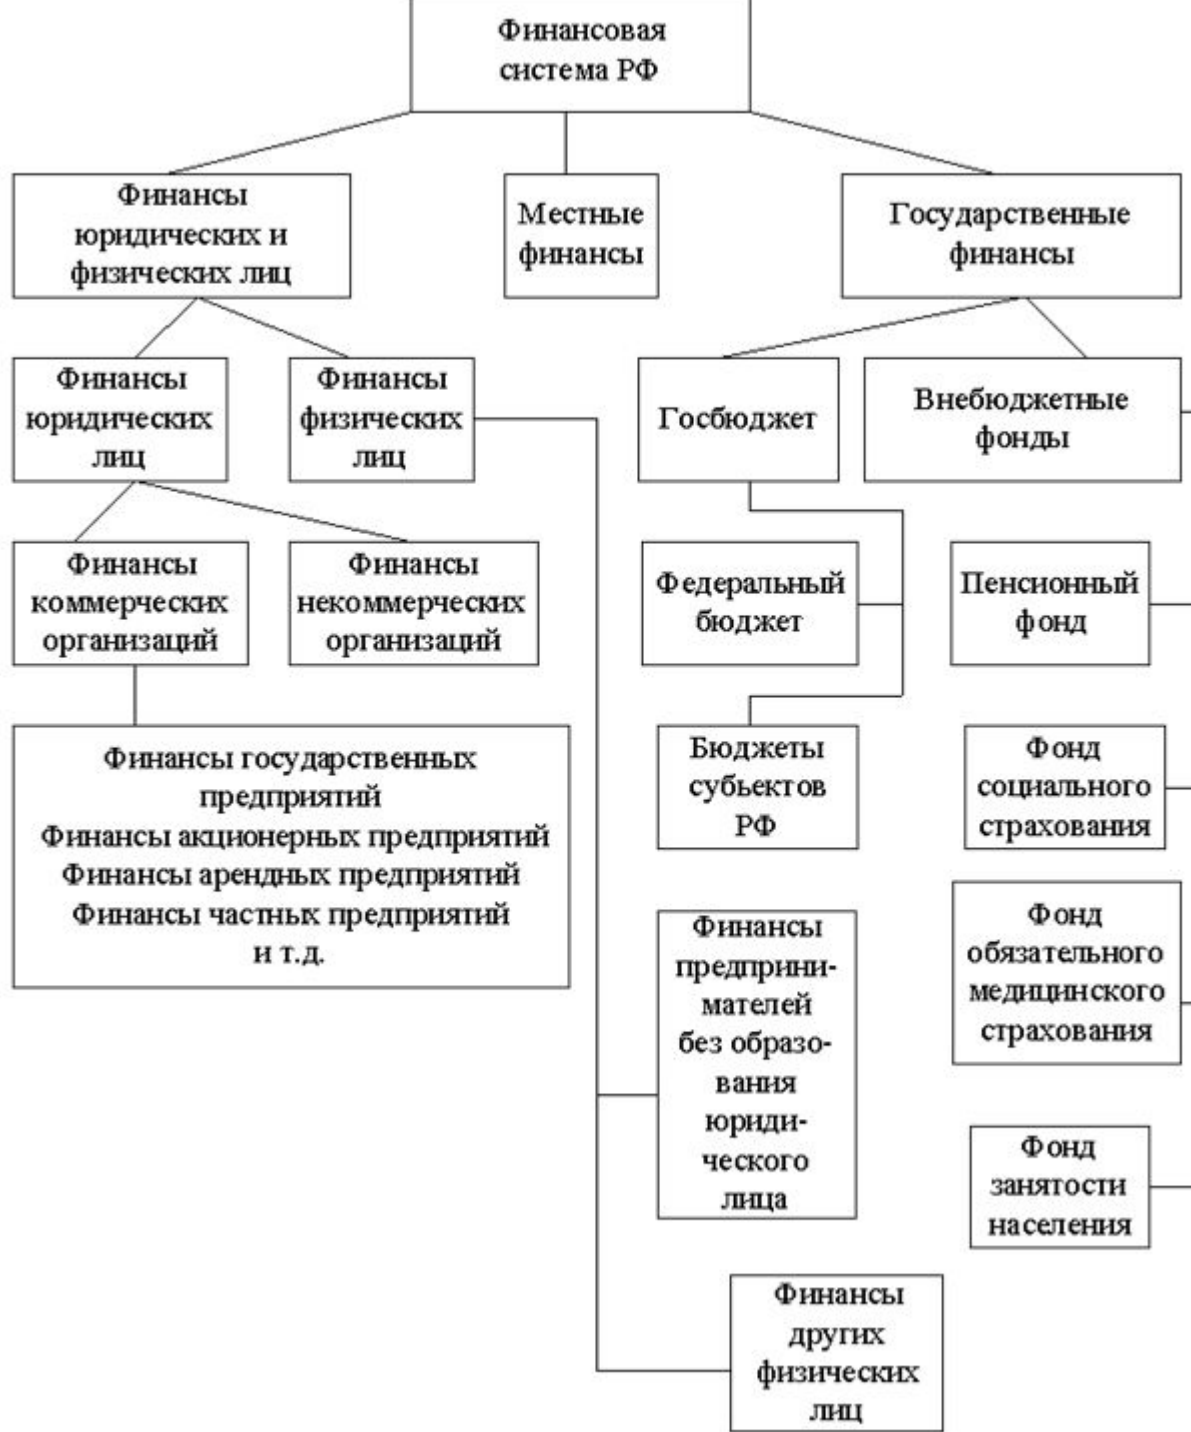 Финансовая
система РФ
Финансы
юридических и
физических лиц
Местные
финансы
Государственные
финансы
Финансы
юридических
лиц
Финансы
физических
лиц
Госбюджет
Внебюджетные
фонды
Финансы
коммерческих
организаций
Финансы
некоммерческих
организаций
Федеральный
бюджет
Пенсионный
фонд
Финансы государственных
предприятий
Финансы акционерных предприятий
Финансы арендных предприятий
Финансы частных предприятий
и т.д.
Бюджеты
субьектов
РФ
Фонд
социального
страхования
Финансы
предприни-
мателей
без образо-
вания
юриди-
ческого
лица
Фонд
обязательного
медицинского
страхования
Фонд
занятости
населения
Финансы
других
физических
лиц